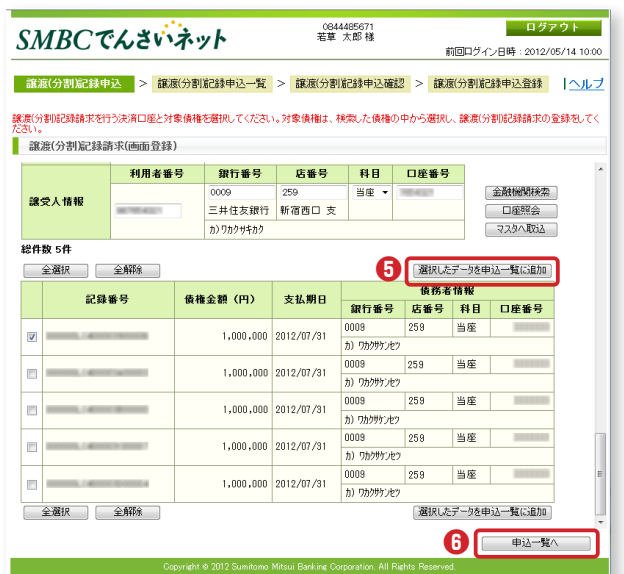 SMBCでんさいネット
0844485671
若草 太郎 様
ログアウト
前回ログイン日時：2012/05/14 10:00
譲渡(分割)記録申込 > 譲渡(分割)記録申込一覧 > 譲渡(分割)記録申込確認 > 譲渡(分割)記録申込登録 |ヘルプ
譲渡(分割)記録請求を行う決済口座と対象債権を選択してください。対象債権は、検索した債権の中から選択し、譲渡(分割)記録請求の登録をしてく
ださい。
譲渡(分割)記録請求(画面登録)
利用者番号 銀行番号 店番号 科目 口座番号
譲受人情報
0009 259 当座
三井住友銀行 新宿西口 支
カ)ワカクサキカク
金融機関検索
口座照会
マスタへ取込
総件数 5件
全選択 全解除 5 選択したデータを申込一覧に追加
記録番号 債権金額（円） 支払期日 債務者情報
銀行番号 店番号 科目 口座番号
1,000,000 2012/07/31 0009 259 当座
カ）ワカクサケンセツ
1,000,000 2012/07/31 0009 259 当座
カ）ワカクサケンセツ
1,000,000 2012/07/31 0009 259 当座
カ）ワカクサケンセツ
1,000,000 2012/07/31 0009 259 当座
カ）ワカクサケンセツ
1,000,000 2012/07/31 0009 259 当座
カ）ワカクサケンセツ
全選択 全解除 選択したデータを申込一覧に追加
6 申込一覧へ
Copyright © 2012 Sumitomo Mitsui Banking Corporation. All Rights Reserved.